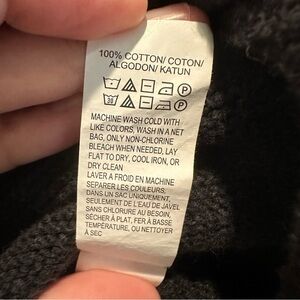 100% COTTON/ COTON/
ALGODON/ KATUN
30
P
P
MACHINE WASH COLD WITH
LIKE COLORS, WASH IN A NET
BAG, ONLY NON-CHLORINE
BLEACH WHEN NEEDED, LAY
FLAT TO DRY, COOL IRON, OR
DRY CLEAN
LAVER A FROID EN MACHINE
SEPARER LES COULEURS,
DANS UN SAC UNIQUEMENT,
SEULEMENT DE L'EAU DE JAVEL
SANS CHLORURE AU BESOIN,
SÉCHER À PLAT, FER À BASSE
TEMPÉRATURE, OU NETTOYER
À SEC